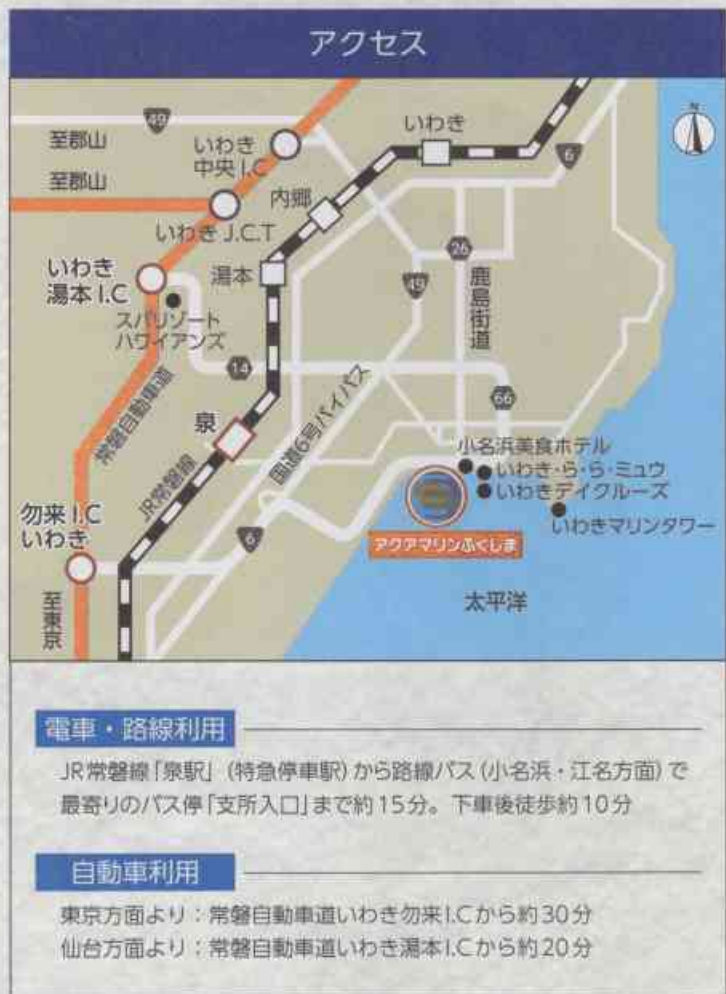 アクセス
49
至郡山
いわき
中央I.C
いわき
6
N
至郡山
内郷
いわきJ.C.T
26
いわき
湯本I.C
湯本
49
鹿島街道
スパリゾート
ハワイアンズ
14
常磐自動車道
国道6号バイパス
66
泉
小名浜美食ホテル
いわき・ら・ら・ミュウ
いわきデイクルーズ
JR常磐線
いわきマリンタワー
勿来I.C
いわき
6
アクアマリンふくしま
至東京
太平洋
電車・路線利用
JR常磐線「泉駅」(特急停車駅)から路線バス(小名浜・江名方面)で
最寄りのバス停「支所入口」まで約15分。下車後徒歩約10分
自動車利用
東京方面より:常磐自動車道いわき勿来I.Cから約30分
仙台方面より:常磐自動車道いわき湯本I.Cから約20分